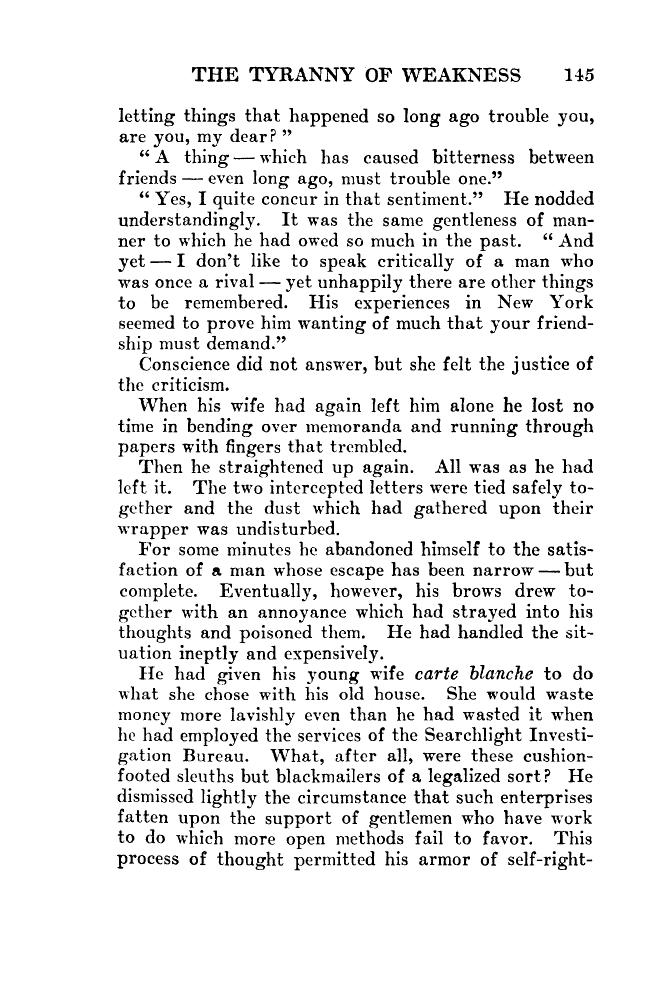 THE TYRANNY OF WEAKNESS 145
letting things that happened so long ago trouble you,
are you, my dear? ”
“ A thing — which has caused bitterness between
friends — even long ago, must trouble one.”
“ Yes, I quite concur in that sentiment.” He nodded
understandingly. It was the same gentleness of man-
ner to which he had owed so much in the past. “ And
yet — I don't like to speak critically of a man who
was once a rival — yet unhappily there are other things
to be remembered. His experiences in New York
seemed to prove him wanting of much that your friend-
ship must demand.”
Conscience did not answer, but she felt the justice of
the criticism.
When his wife had again left him alone he lost no
time in bending over memoranda and running through
papers with fingers that trembled.
Then he straightened up again. All was as he had
left it. The two intercepted letters were tied safely to-
gether and the dust which had gathered upon their
wrapper was undisturbed.
For some minutes he abandoned himself to the satis-
faction of a man whose escape has been narrow — but
complete. Eventually, however, his brows drew to-
gether with an annoyance which had strayed into his
thoughts and poisoned them. He had handled the sit-
uation ineptly and expensively.
He had given his young wife carte blanche to do
what she chose with his old house. She would waste
money more lavishly even than he had wasted it when
he had employed the services of the Searchlight Investi-
gation Bureau. What, after all, were these cushion-
footed sleuths but blackmailers of a legalized sort? He
dismissed lightly the circumstance that such enterprises
fatten upon the support of gentlemen who have work
to do which more open methods fail to favor. This
process of thought permitted his armor of self-right-